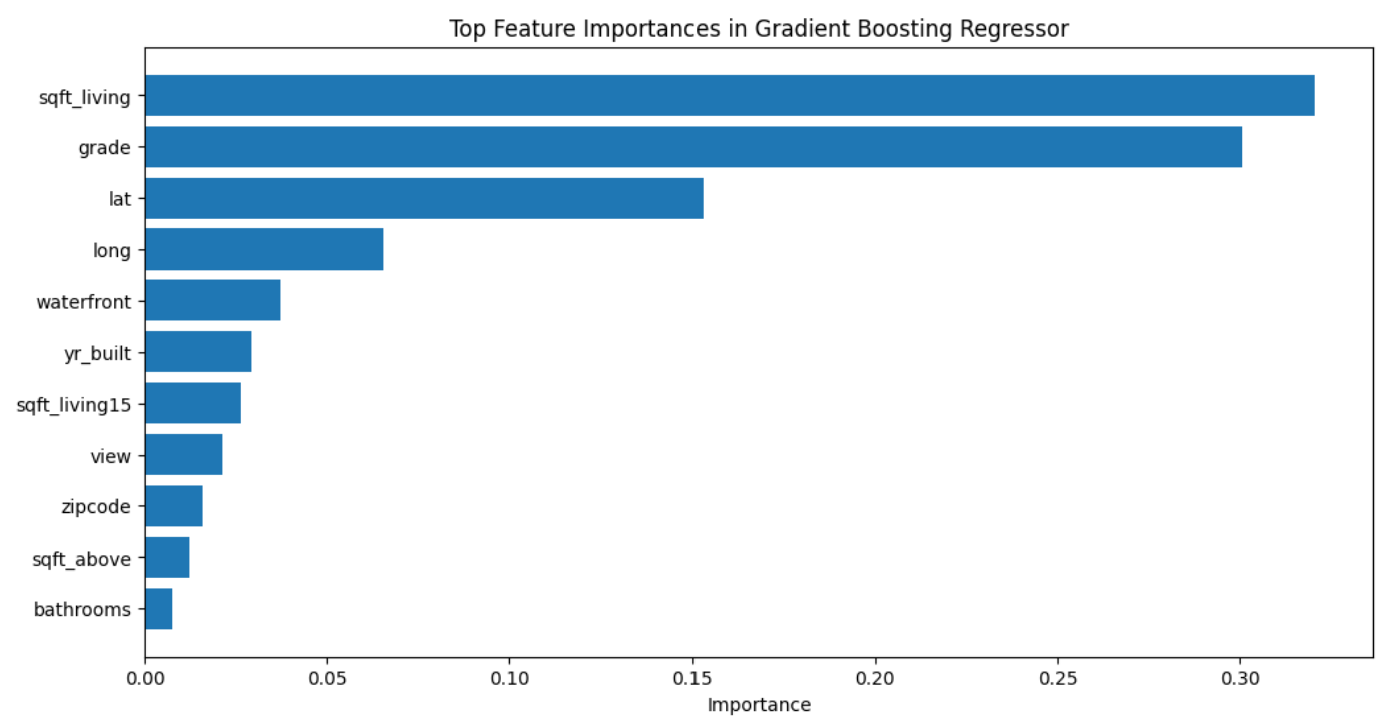 Top Feature Importances in Gradient Boosting Regressor
sqft_living
grade
lat
long
waterfront
yr_built
sqft_living15
view
zipcode
sqft_above
bathrooms
0.00 0.05 0.10 0.15 0.20 0.25 0.30
Importance